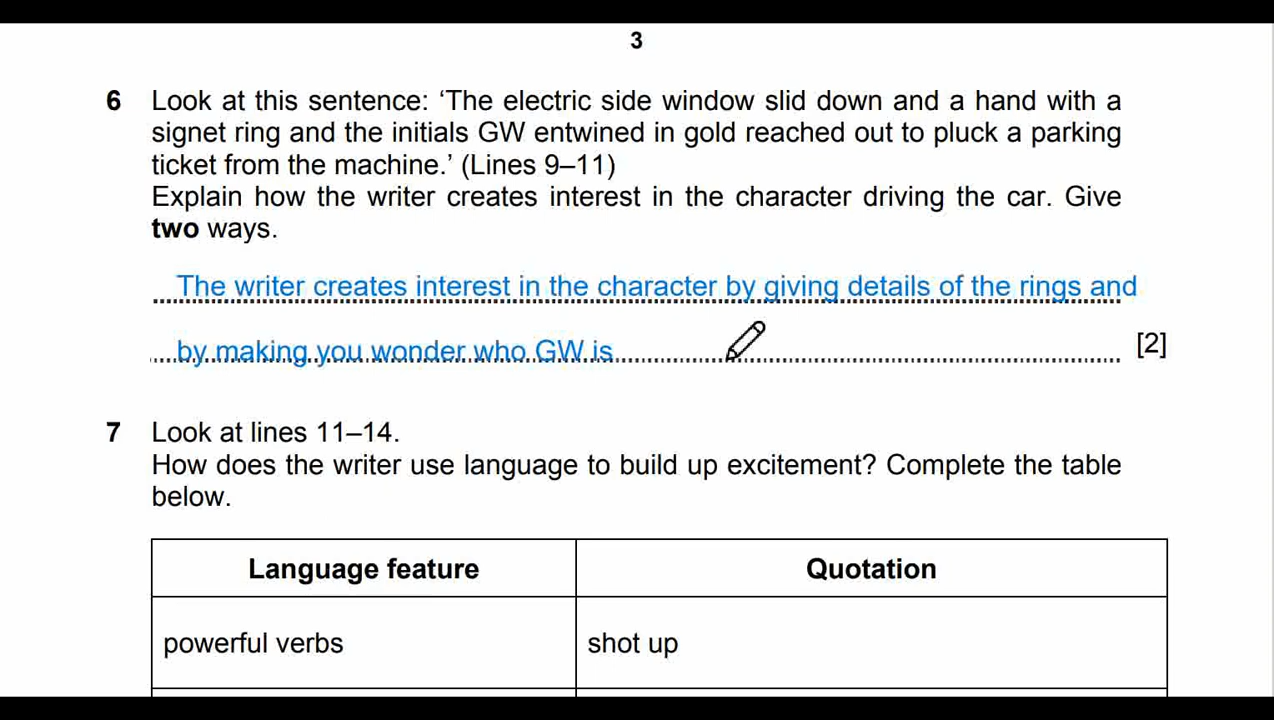 3
6 Look at this sentence: ‘The electric side window slid down and a hand with a
signet ring and the initials GW entwined in gold reached out to pluck a parking
ticket from the machine.’ (Lines 9–11)
Explain how the writer creates interest in the character driving the car. Give
two ways.
The writer creates interest in the character by giving details of the rings and
by making you wonder who GW is
[2]
7 Look at lines 11–14.
How does the writer use language to build up excitement? Complete the table
below.
Language feature Quotation
powerful verbs shot up